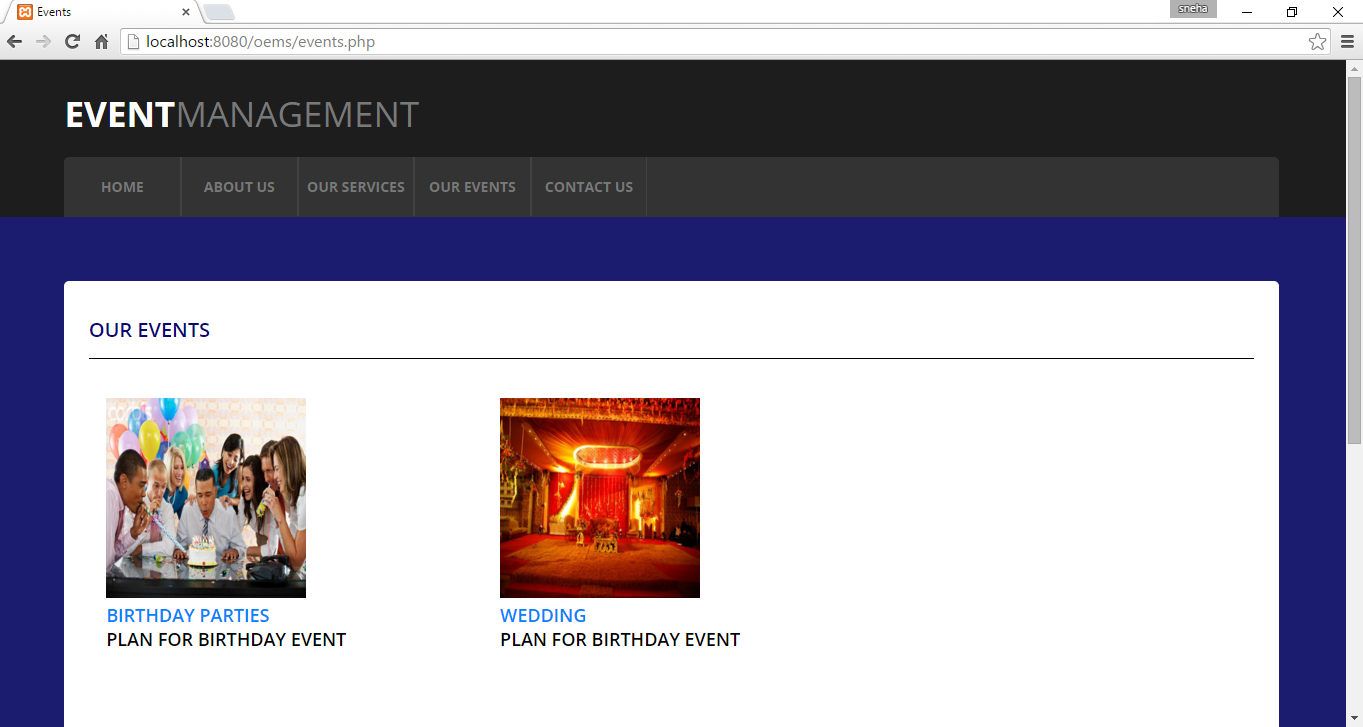 Events
sneha
localhost:8080/oems/events.php
EVENTMANAGEMENT
HOME ABOUT US OUR SERVICES OUR EVENTS CONTACT US
OUR EVENTS
BIRTHDAY PARTIES
PLAN FOR BIRTHDAY EVENT
WEDDING
PLAN FOR BIRTHDAY EVENT